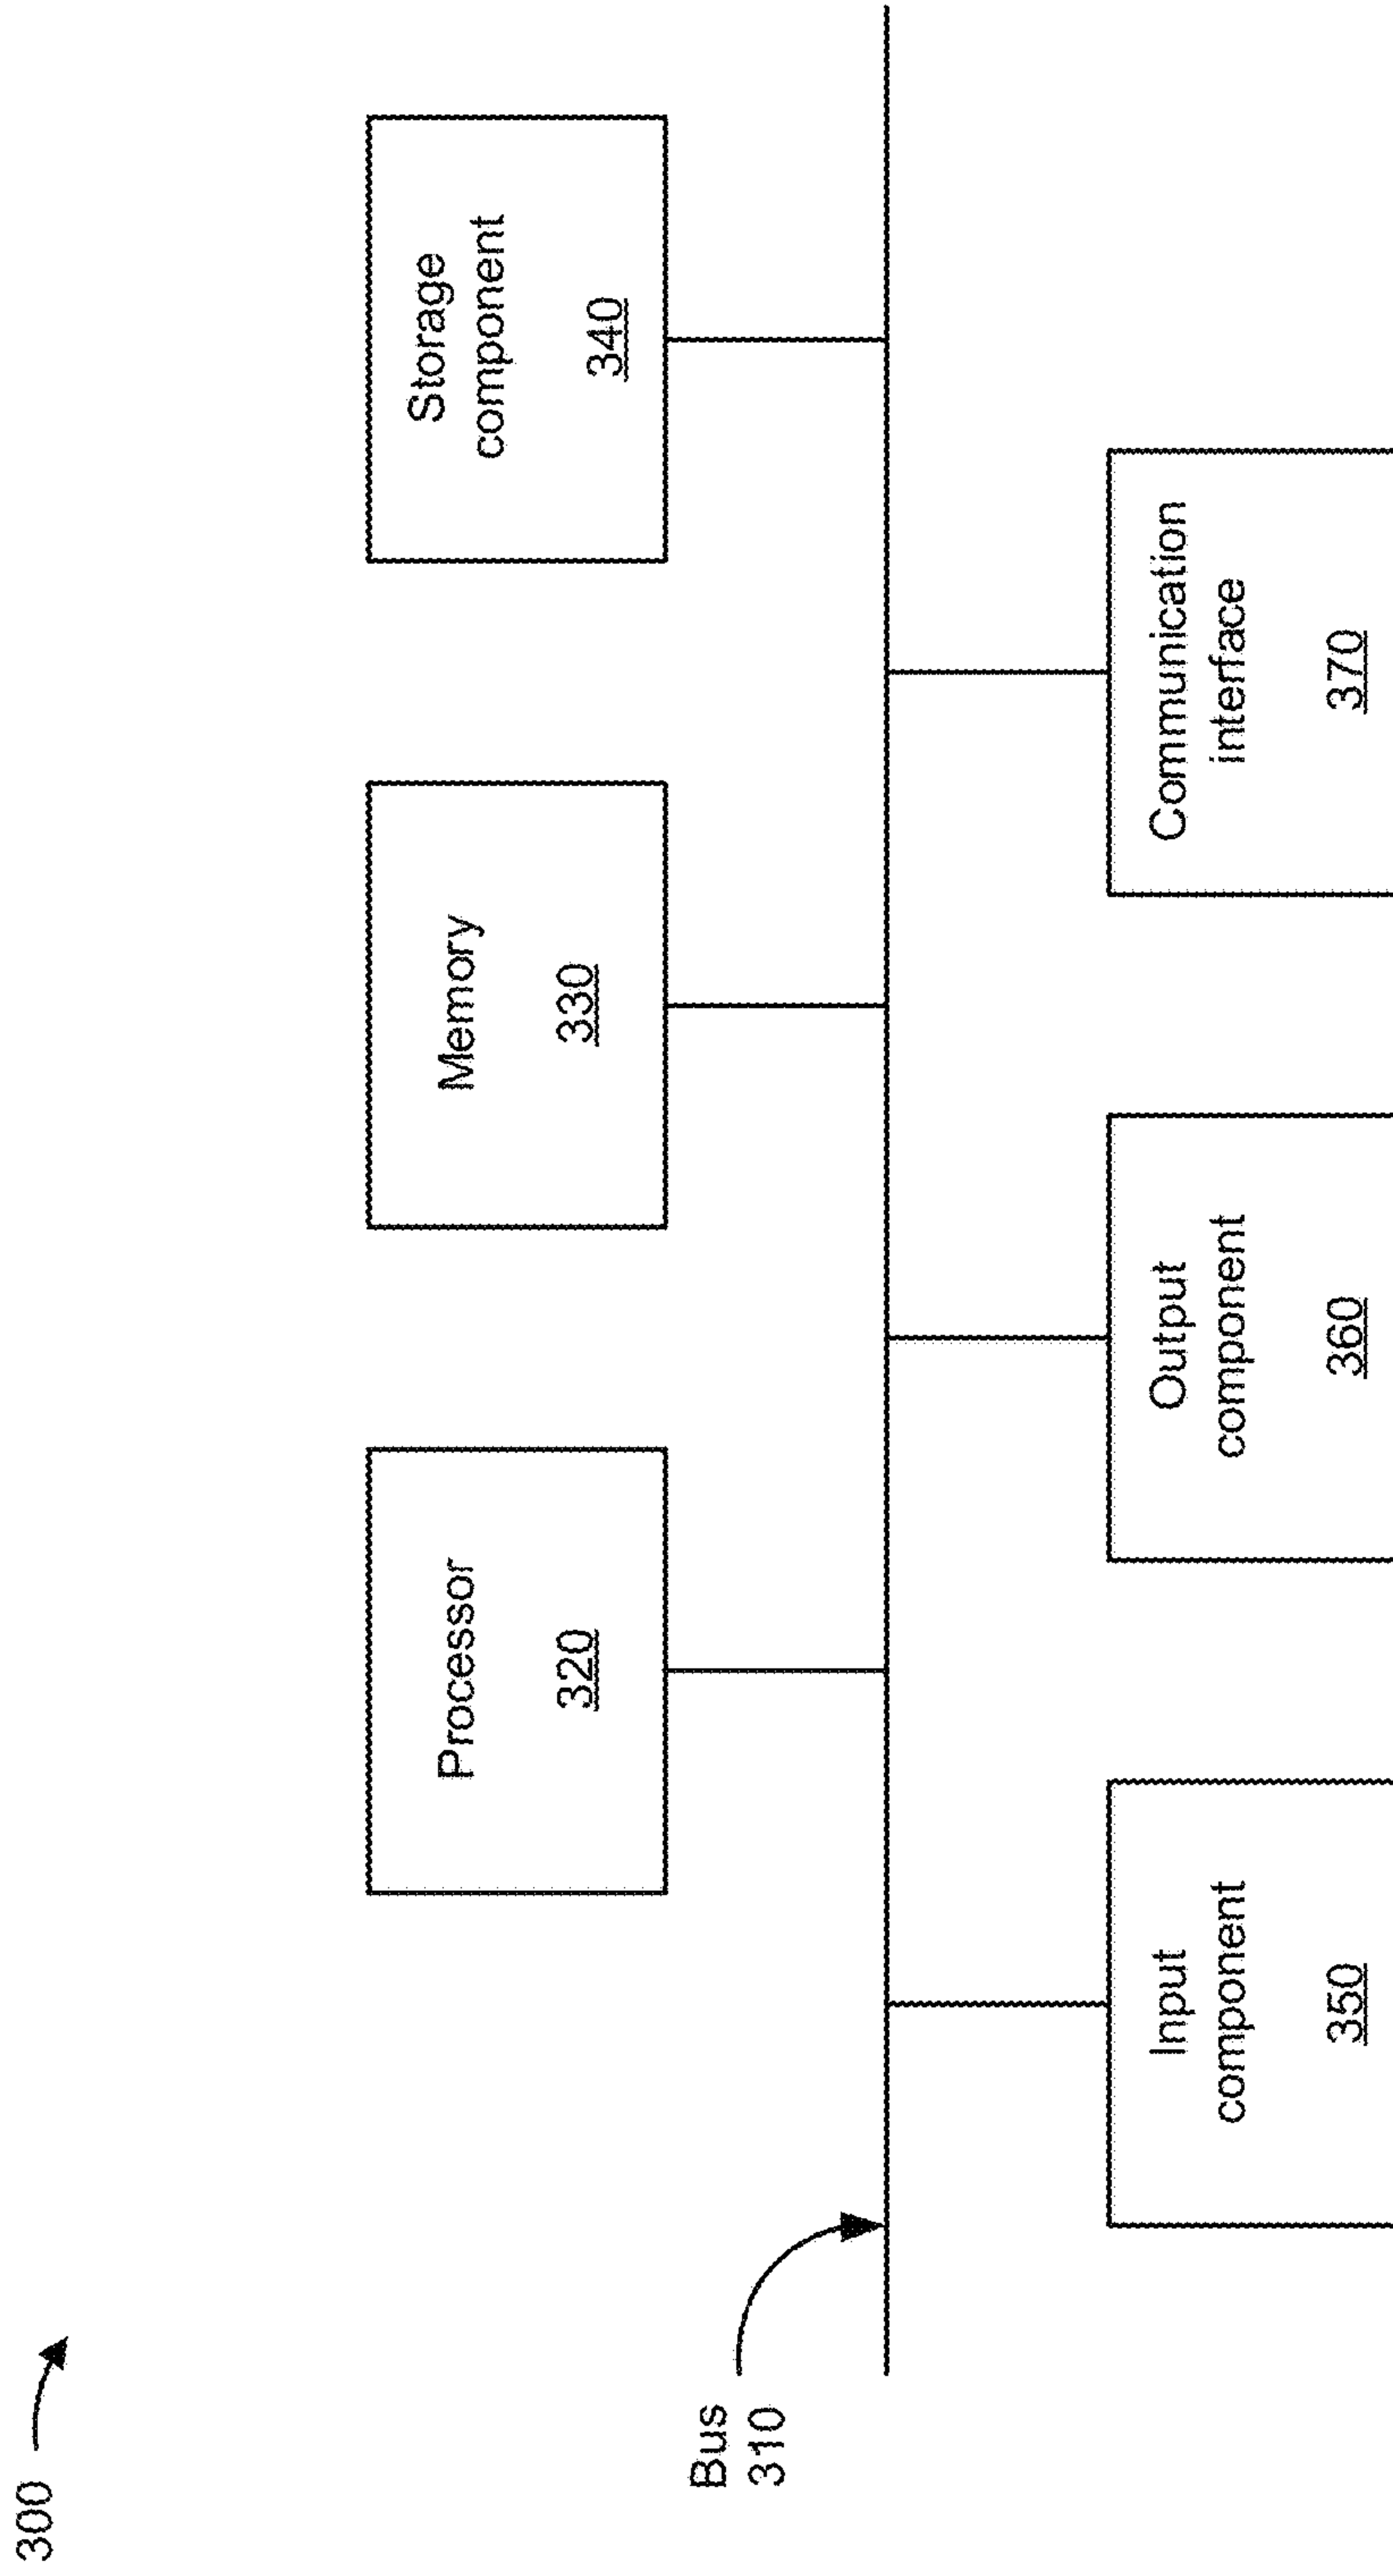 300
Processor
320
Memory
330
Storage
component
340
Bus
310
Input
component
350
Output
component
360
Communication
interface
370